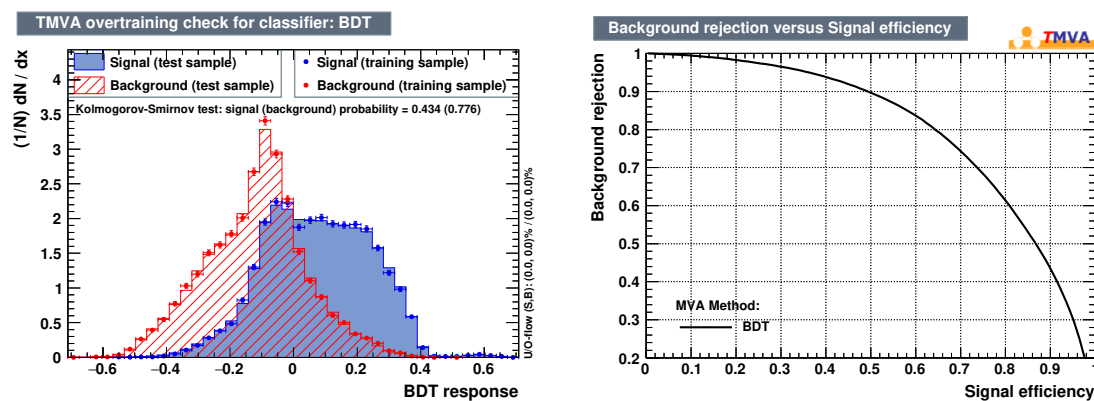 TMVA overtraining check for classifier: BDT
Signal (test sample)
Background (test sample)
Signal (training sample)
Background (training sample)
Kolmogorov-Smirnov test: signal (background) probability = 0.434 (0.776)
(1/N) dN / dx
4
3.5
3
2.5
2
1.5
1
0.5
0
−0.6 −0.4 −0.2 0 0.2 0.4 0.6
BDT response
U/O-flow (S,B): (0.0, 0.0)% / (0.0, 0.0)%
Background rejection versus Signal efficiency
TMVA
Background rejection
1
0.9
0.8
0.7
0.6
0.5
0.4
0.3
0.2
MVA Method:
BDT
0 0.1 0.2 0.3 0.4 0.5 0.6 0.7 0.8 0.9 1
Signal efficiency